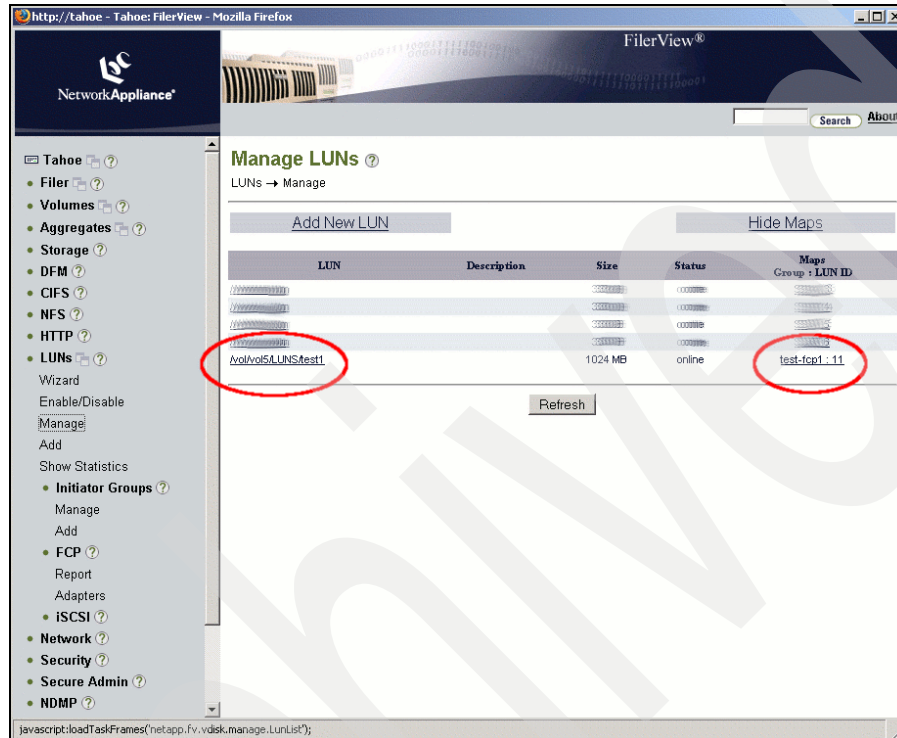 http://tahoe - Tahoe: FilerView - Mozilla Firefox
FilerView®
NetworkAppliance®
Search About
Tahoe
Filer
Volumes
Aggregates
Storage
DFM
CIFS
NFS
HTTP
LUNs
Wizard
Enable/Disable
Manage
Add
Show Statistics
Initiator Groups
Manage
Add
FCP
Report
Adapters
iSCSI
Network
Security
Secure Admin
NDMP
Manage LUNs
LUNs → Manage
Add New LUN Hide Maps
LUN Description Size Status Maps
Group : LUN ID
/vol/vol5/LUNS/test1 1024 MB online test-fcp1 : 11
Refresh
javascript:loadTaskFrames('netapp.fv.vdisk.manage.LunList');